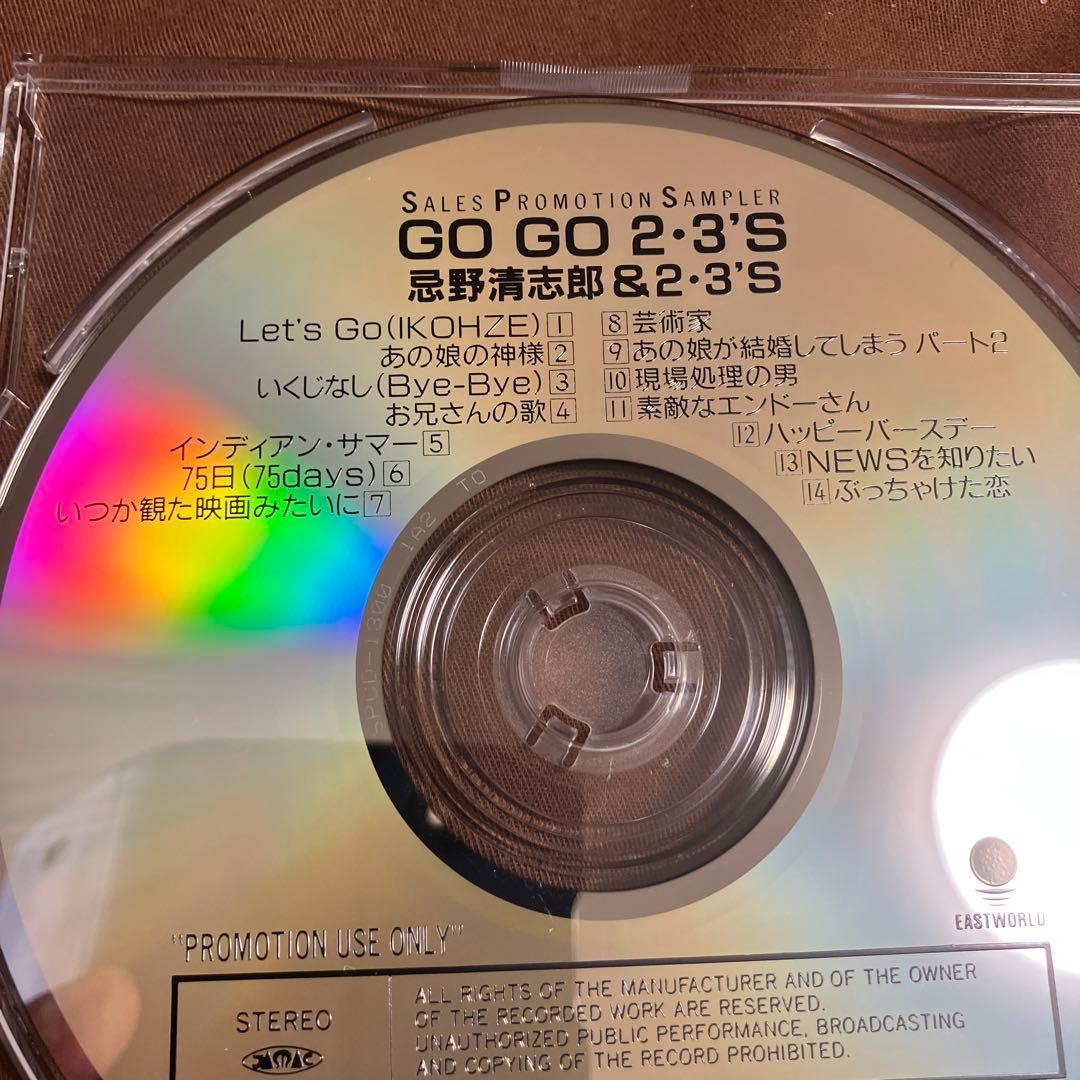 SALES PROMOTION SAMPLER
GO GO 2・3'S
忌野清志郎&2・3'S
Let's Go(IKOHZE) 1
あの娘の神様 2
いくじなし(Bye-Bye) 3
お兄さんの歌 4
インディアン・サマー 5
75日(75days) 6
いつか観た映画みたいに 7
8 芸術家
9 あの娘が結婚してしまう パート2
10 現場処理の男
11 素敵なエンドーさん
12 ハッピーバースデー
13 NEWSを知りたい
14 ぶっちゃけた恋
SPCD-1300 1A2 TO
EASTWORLD
"PROMOTION USE ONLY"
STEREO
JASRAC
ALL RIGHTS OF THE MANUFACTURER AND OF THE OWNER
OF THE RECORDED WORK ARE RESERVED.
UNAUTHORIZED PUBLIC PERFORMANCE, BROADCASTING
AND COPYING OF THE RECORD PROHIBITED.